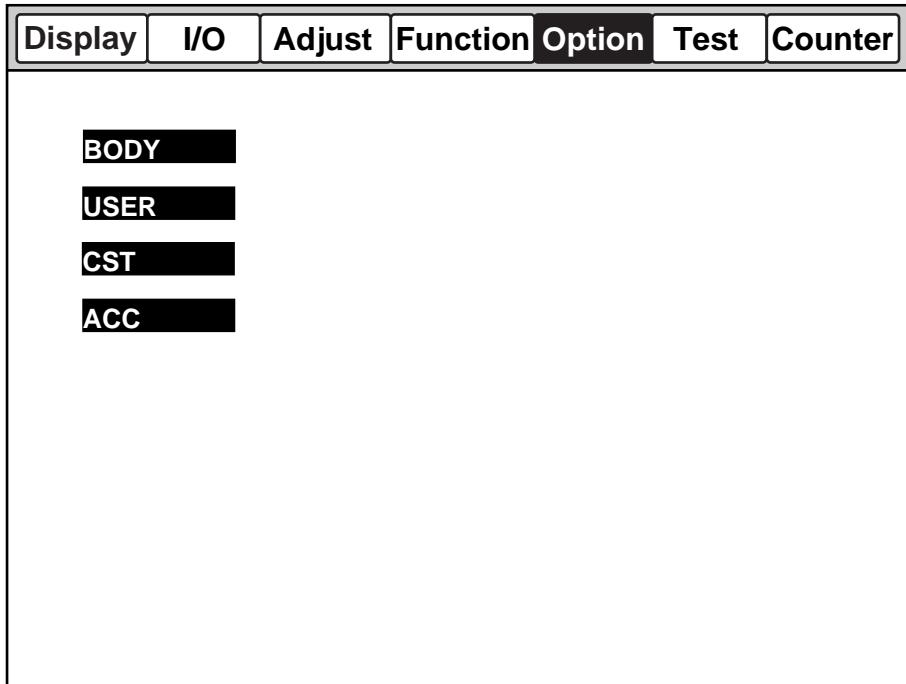 Display I/O Adjust Function Option Test Counter
BODY
USER
CST
ACC